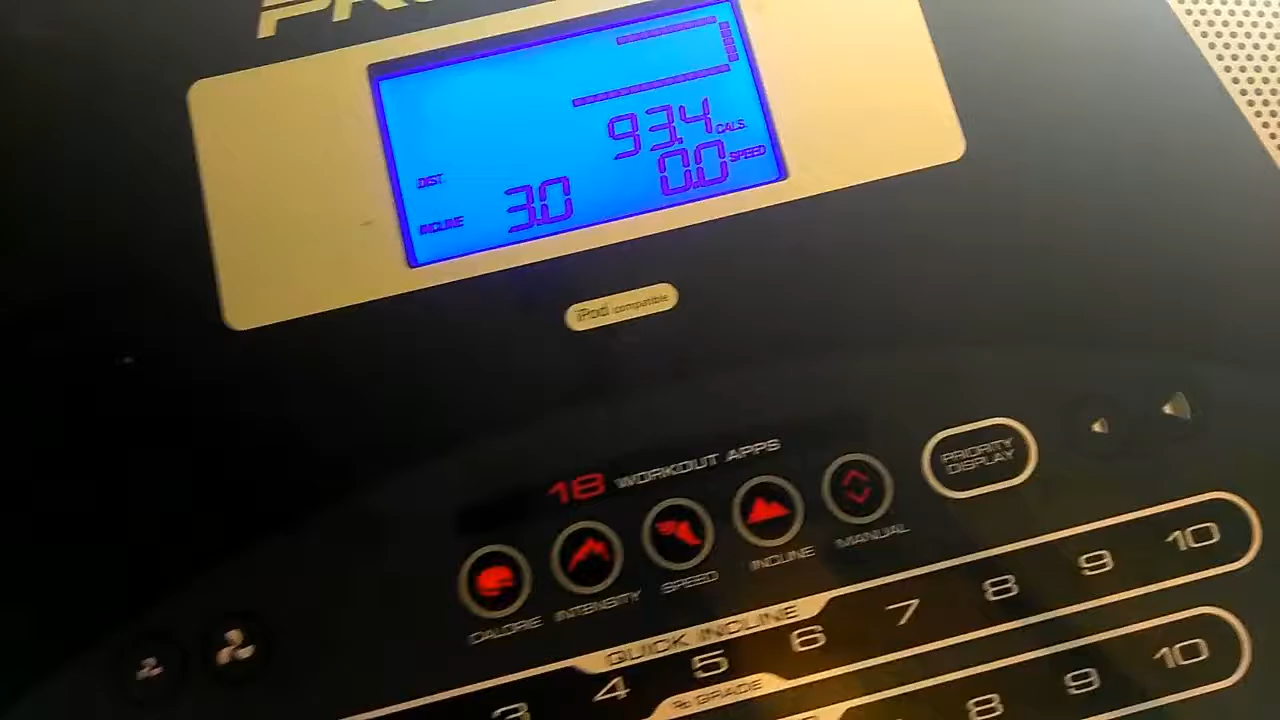 93.4 CALS.
DIST.
0.0 SPEED
INCLINE 3.0
iPod compatible
18 WORKOUT APPS
PRIORITY
DISPLAY
CALORIE INTENSITY SPEED INCLINE MANUAL
QUICK INCLINE
3 4 5 6 7 8 9 10
% GRADE
8 9 10